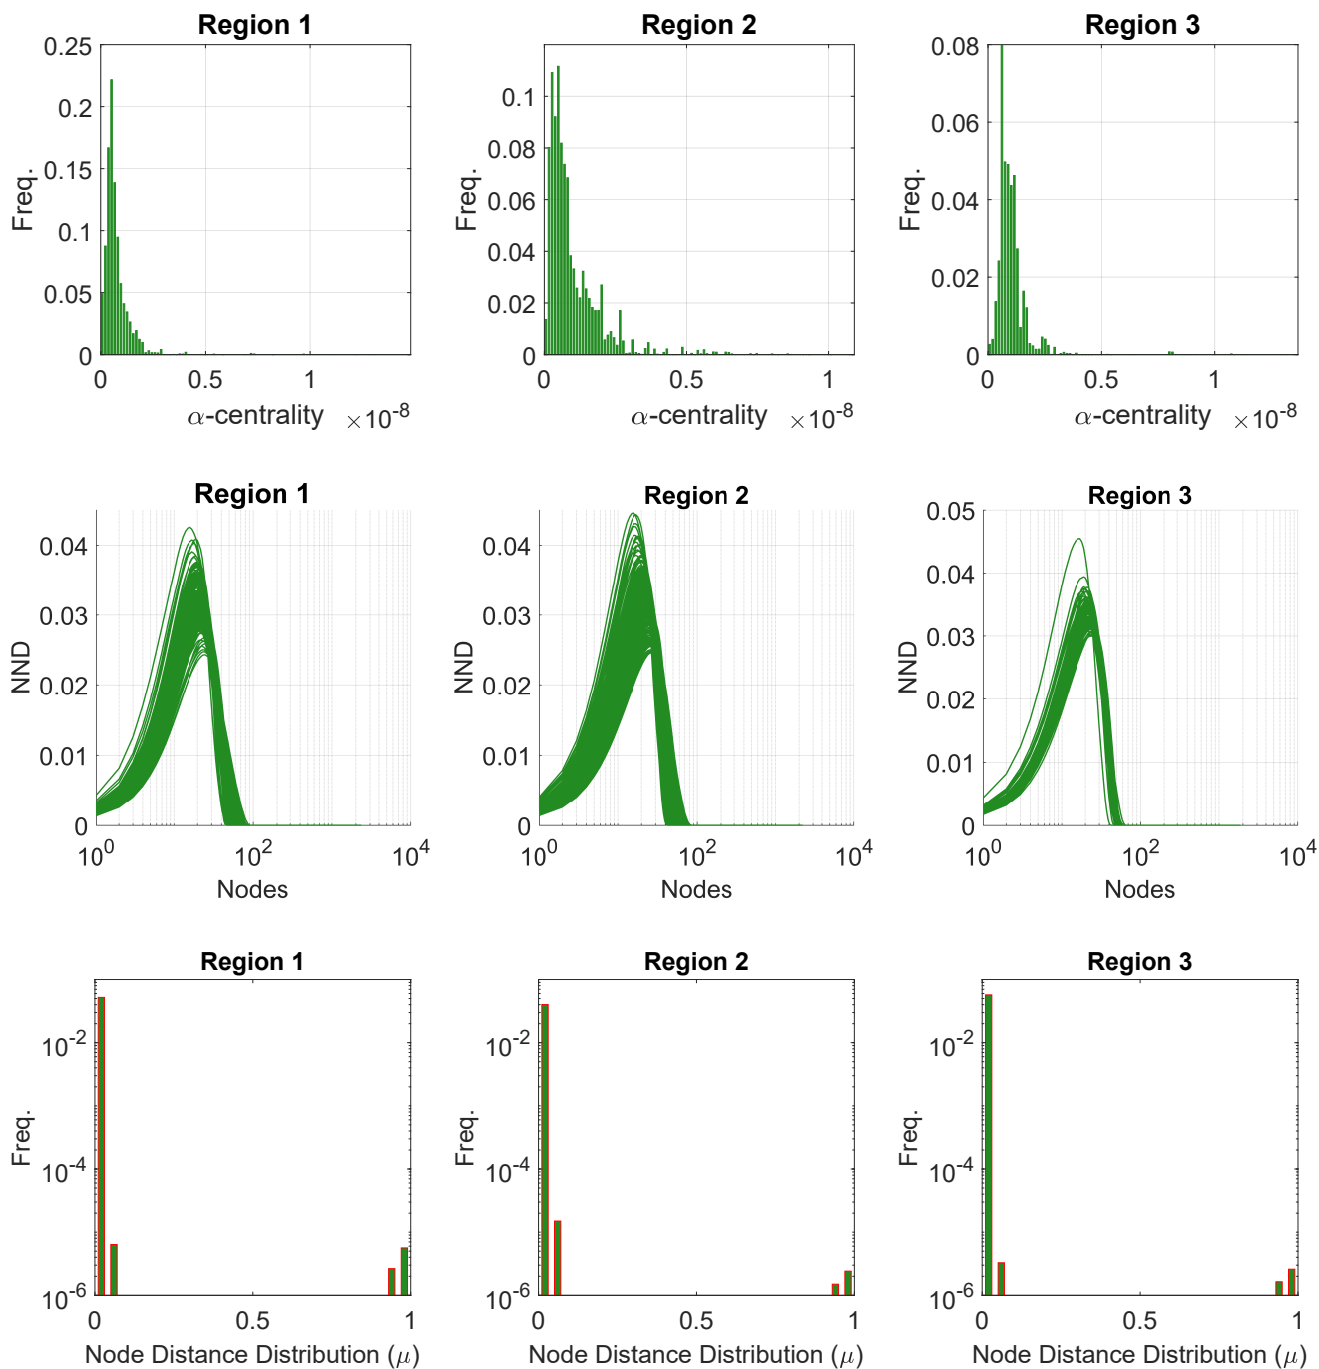 Region 1
Region 2
Region 3
0.25
0.2
0.15
0.1
0.05
0
Freq.
0
0.5
1
α-centrality
×10-8
0.1
0.08
0.06
0.04
0.02
0
Freq.
0
0.5
1
α-centrality
×10-8
0.08
0.06
0.04
0.02
0
Freq.
0
0.5
1
α-centrality
×10-8
Region 1
Region 2
Region 3
0.04
0.03
0.02
0.01
0
NND
100
102
104
Nodes
0.04
0.03
0.02
0.01
0
NND
100
102
104
Nodes
0.05
0.04
0.03
0.02
0.01
0
NND
100
102
104
Nodes
Region 1
Region 2
Region 3
10-2
10-4
10-6
Freq.
0
0.5
1
Node Distance Distribution (μ)
10-2
10-4
10-6
Freq.
0
0.5
1
Node Distance Distribution (μ)
10-2
10-4
10-6
Freq.
0
0.5
1
Node Distance Distribution (μ)